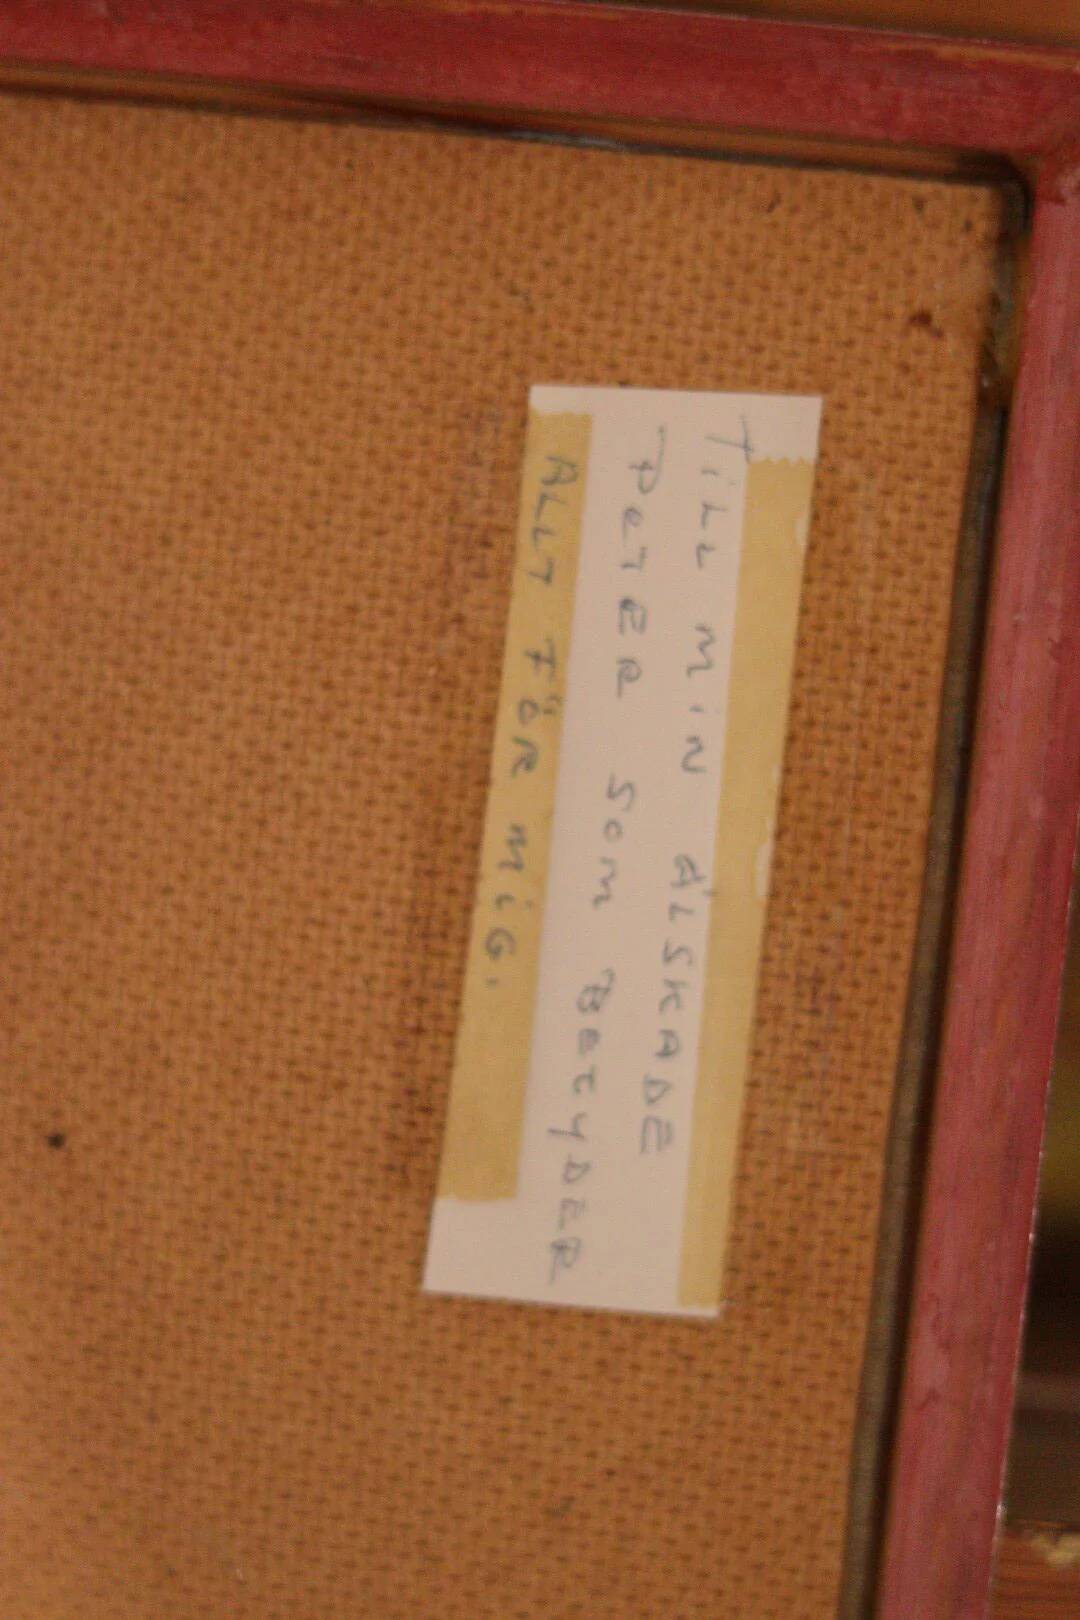 TiLL MiN ÄLSKADE
PeTER SOM BETYDER
ALLT FÖR MiG.